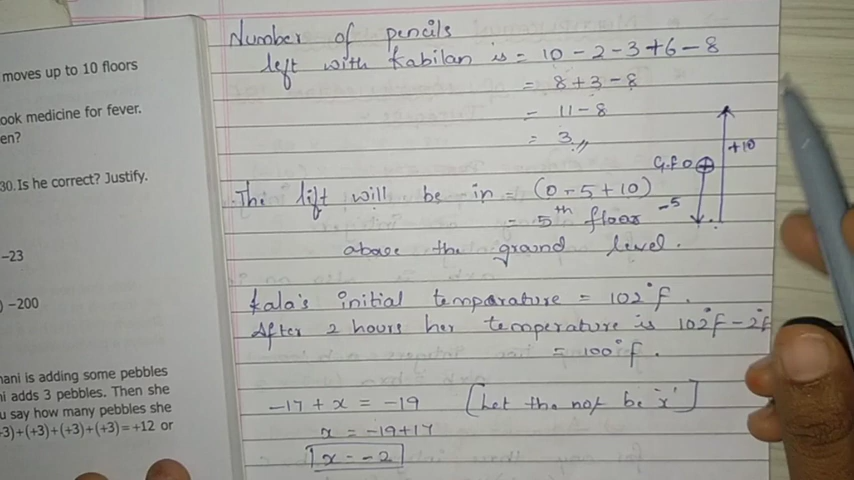 moves up to 10 floors
ook medicine for fever.
en?
30. Is he correct? Justify.
–23
) –200
nani is adding some pebbles
ni adds 3 pebbles. Then she
u say how many pebbles she
+3)+(+3)+(+3)+(+3)=+12 or
Number of pencils
left with Kabilan is = 10 - 2 - 3 + 6 - 8
= 8 + 3 - 8
= 11 - 8
= 3
+10
G.F 0
The lift will be in = (0 - 5 + 10)
= 5th floor
-5
above the ground level.
Kala's initial temparature = 102°F.
After 2 hours her temperature is 102°F - 2°F
= 100°F.
-17 + x = -19 [Let the no. be 'x']
x = -19 + 17
x = -2